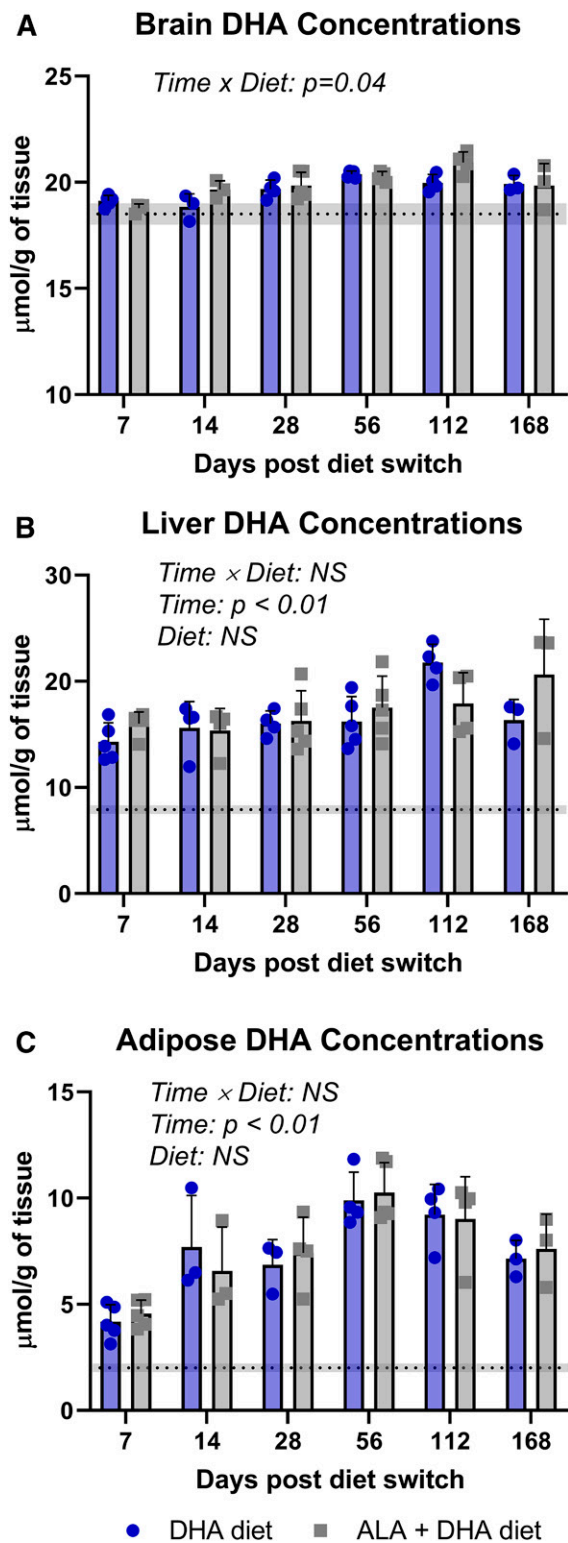 A Brain DHA Concentrations
Time x Diet: p=0.04
25
20
15
10
μmol/g of tissue
7 14 28 56 112 168
Days post diet switch
B Liver DHA Concentrations
Time × Diet: NS
Time: p < 0.01
Diet: NS
30
20
10
0
μmol/g of tissue
7 14 28 56 112 168
Days post diet switch
C Adipose DHA Concentrations
Time × Diet: NS
Time: p < 0.01
Diet: NS
15
10
5
0
μmol/g of tissue
7 14 28 56 112 168
Days post diet switch
DHA diet ALA + DHA diet